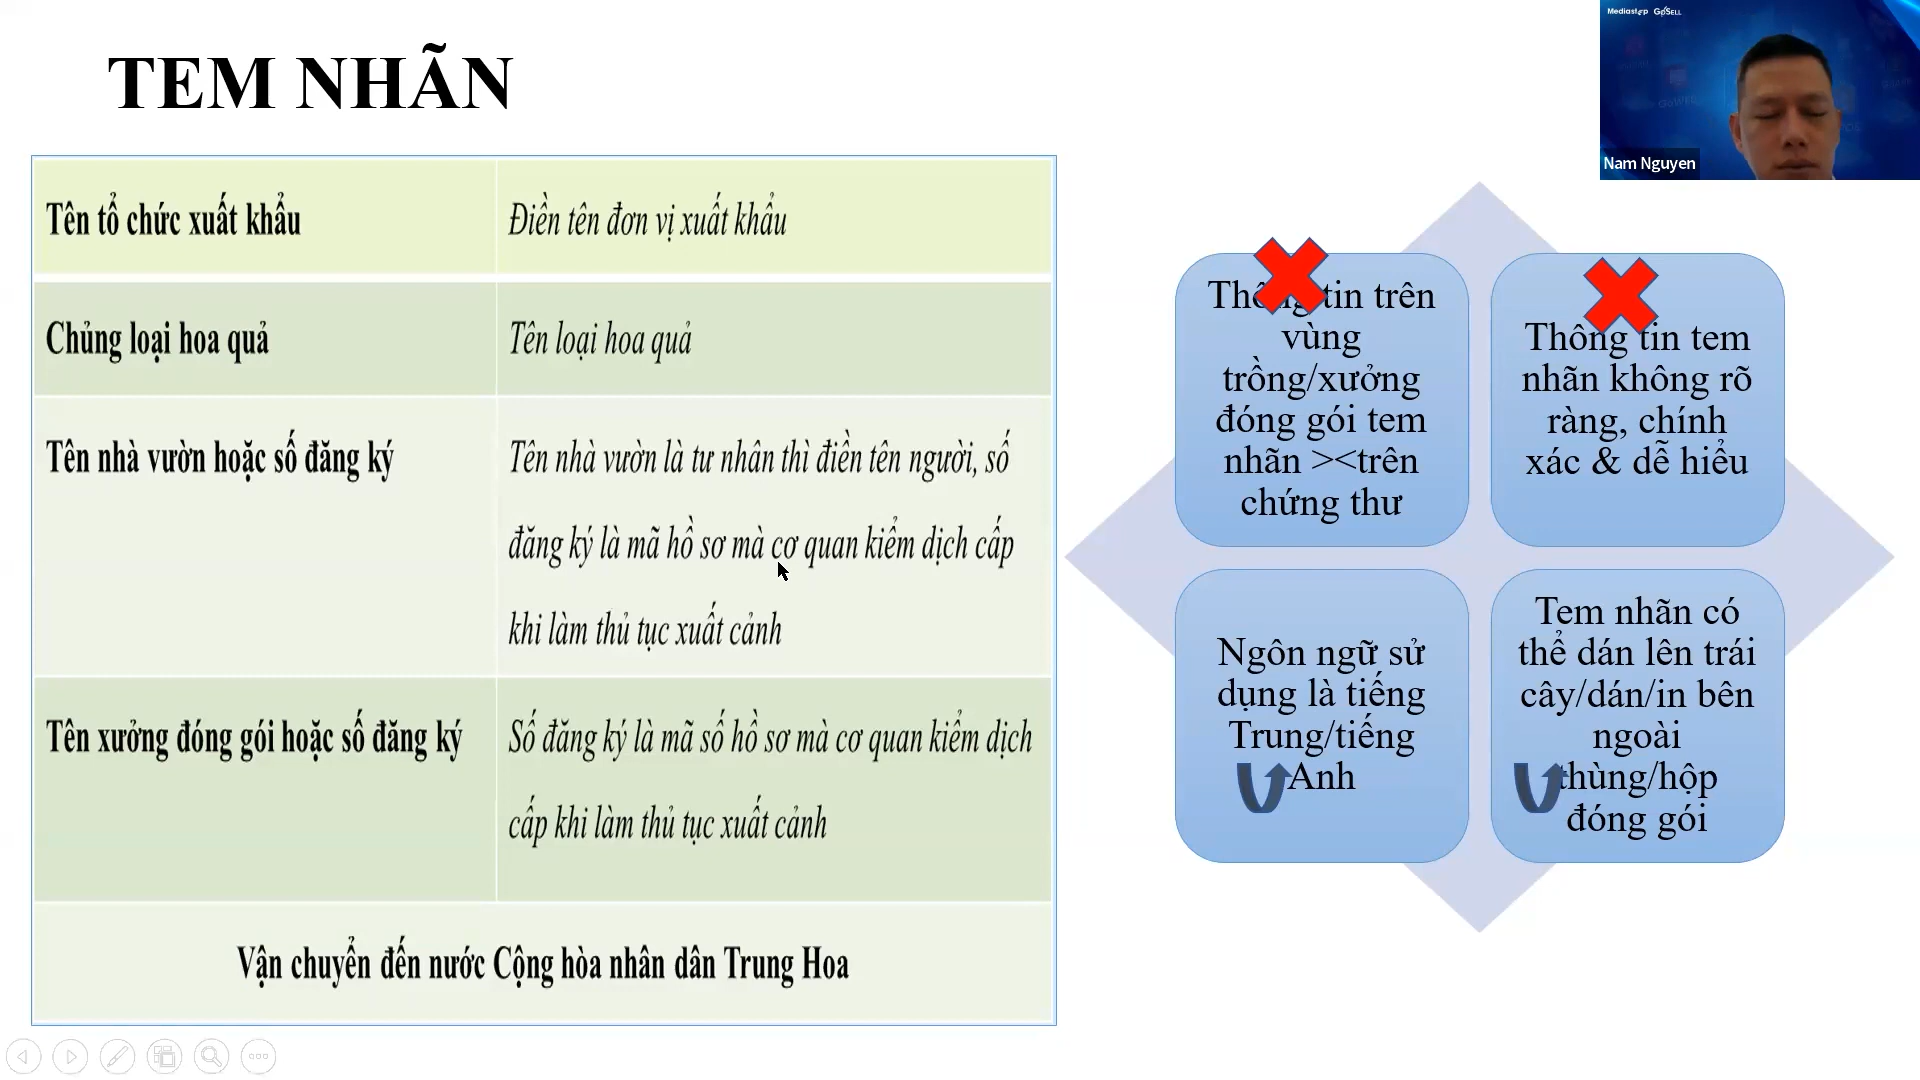 TEM NHÃN
Mediastep GoSELL
Nam Nguyen
Tên tổ chức xuất khẩu
Điền tên đơn vị xuất khẩu
Chủng loại hoa quả
Tên loại hoa quả
Tên nhà vườn hoặc số đăng ký
Tên nhà vườn là tư nhân thì điền tên người, số
đăng ký là mã hồ sơ mà cơ quan kiểm dịch cấp
khi làm thủ tục xuất cảnh
Tên xưởng đóng gói hoặc số đăng ký
Số đăng ký là mã số hồ sơ mà cơ quan kiểm dịch
cấp khi làm thủ tục xuất cảnh
Vận chuyển đến nước Cộng hòa nhân dân Trung Hoa
Thông tin trên
vùng
trồng/xưởng
đóng gói tem
nhãn ><trên
chứng thư
Thông tin tem
nhãn không rõ
ràng, chính
xác & dễ hiểu
Ngôn ngữ sử
dụng là tiếng
Trung/tiếng
Anh
Tem nhãn có
thể dán lên trái
cây/dán/in bên
ngoài
thùng/hộp
đóng gói